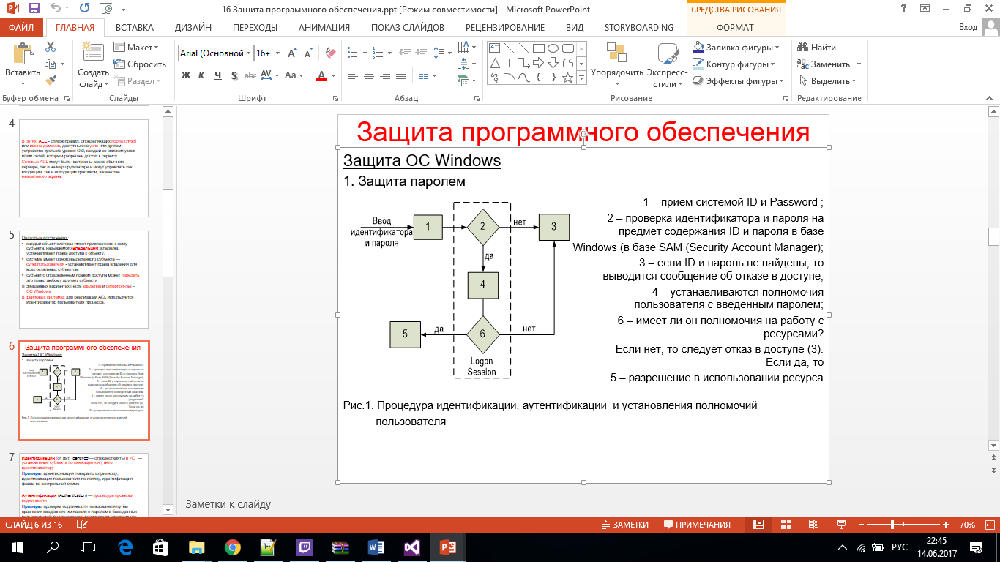 16 Защита программного обеспечения.ppt [Режим совместимости] - Microsoft PowerPoint
СРЕДСТВА РИСОВАНИЯ
ФАЙЛ ГЛАВНАЯ ВСТАВКА ДИЗАЙН ПЕРЕХОДЫ АНИМАЦИЯ ПОКАЗ СЛАЙДОВ РЕЦЕНЗИРОВАНИЕ ВИД STORYBOARDING ФОРМАТ Вход
Вставить
Создать слайд
Макет
Сбросить
Раздел
Arial (Основной 16+
Ж К Ч S abc AV Aa А
Упорядочить
Экспресс-стили
Заливка фигуры
Контур фигуры
Эффекты фигуры
Найти
Заменить
Выделить
Буфер обмена Слайды Шрифт Абзац Рисование Редактирование
4
В сетях ACL - список правил, определяющих порты служб
или имена доменов, доступных на узле или другом
устройстве третьего уровня OSI, каждый со списком узлов
и/или сетей, которым разрешен доступ к сервису.
Сетевые ACL могут быть настроены как на обычном
сервере, так и на маршрутизаторе и могут управлять как
входящим, так и исходящим трафиком, в качестве
межсетевого экрана.
5
Подходы к построению:
каждый объект системы имеет привязанного к нему
субъекта, называемого владельцем, владелец
устанавливает права доступа к объекту,
система имеет одного выделенного субъекта —
суперпользователя - устанавливает права владения для
всех остальных субъектов,
субъект с определенным правом доступа может передать
это право любому другому субъекту
В смешанных вариантах ( есть владелец и суперпол-ль) –
ОС Windows.
В файловых системах для реализации ACL используется
идентификатор пользователя процесса.
6
Защита программного обеспечения
Защита ОС Windows
1. Защита паролем
7
Идентификация (от лат. identifico — отождествлять) в ИС —
установление субъекта по имеющемуся у него
идентификатору
Примеры: идентификация товара по штрих-коду,
идентификация пользователя по логину, идентификация
файла по контрольной сумме
Аутентификация (Authentication) — процедура проверки
подлинности
Примеры: проверка подлинности пользователя путём
сравнения введённого им пароля с паролем в базе данных
Защита программного обеспечения
Защита ОС Windows
1. Защита паролем
Ввод
идентификатора
и пароля
1
2
нет
3
да
4
5
да
6
нет
Logon
Session
1 – прием системой ID и Password ;
2 – проверка идентификатора и пароля на
предмет содержания ID и пароля в базе
Windows (в базе SAM (Security Account Manager);
3 – если ID и пароль не найдены, то
выводится сообщение об отказе в доступе;
4 – устанавливаются полномочия
пользователя с введенным паролем;
6 – имеет ли он полномочия на работу с
ресурсами?
Если нет, то следует отказ в доступе (3).
Если да, то
5 – разрешение в использовании ресурса
Рис.1. Процедура идентификации, аутентификации и установления полномочий
пользователя
Заметки к слайду
СЛАЙД 6 ИЗ 16 ЗАМЕТКИ ПРИМЕЧАНИЯ 70%
РУС
22:45
14.06.2017